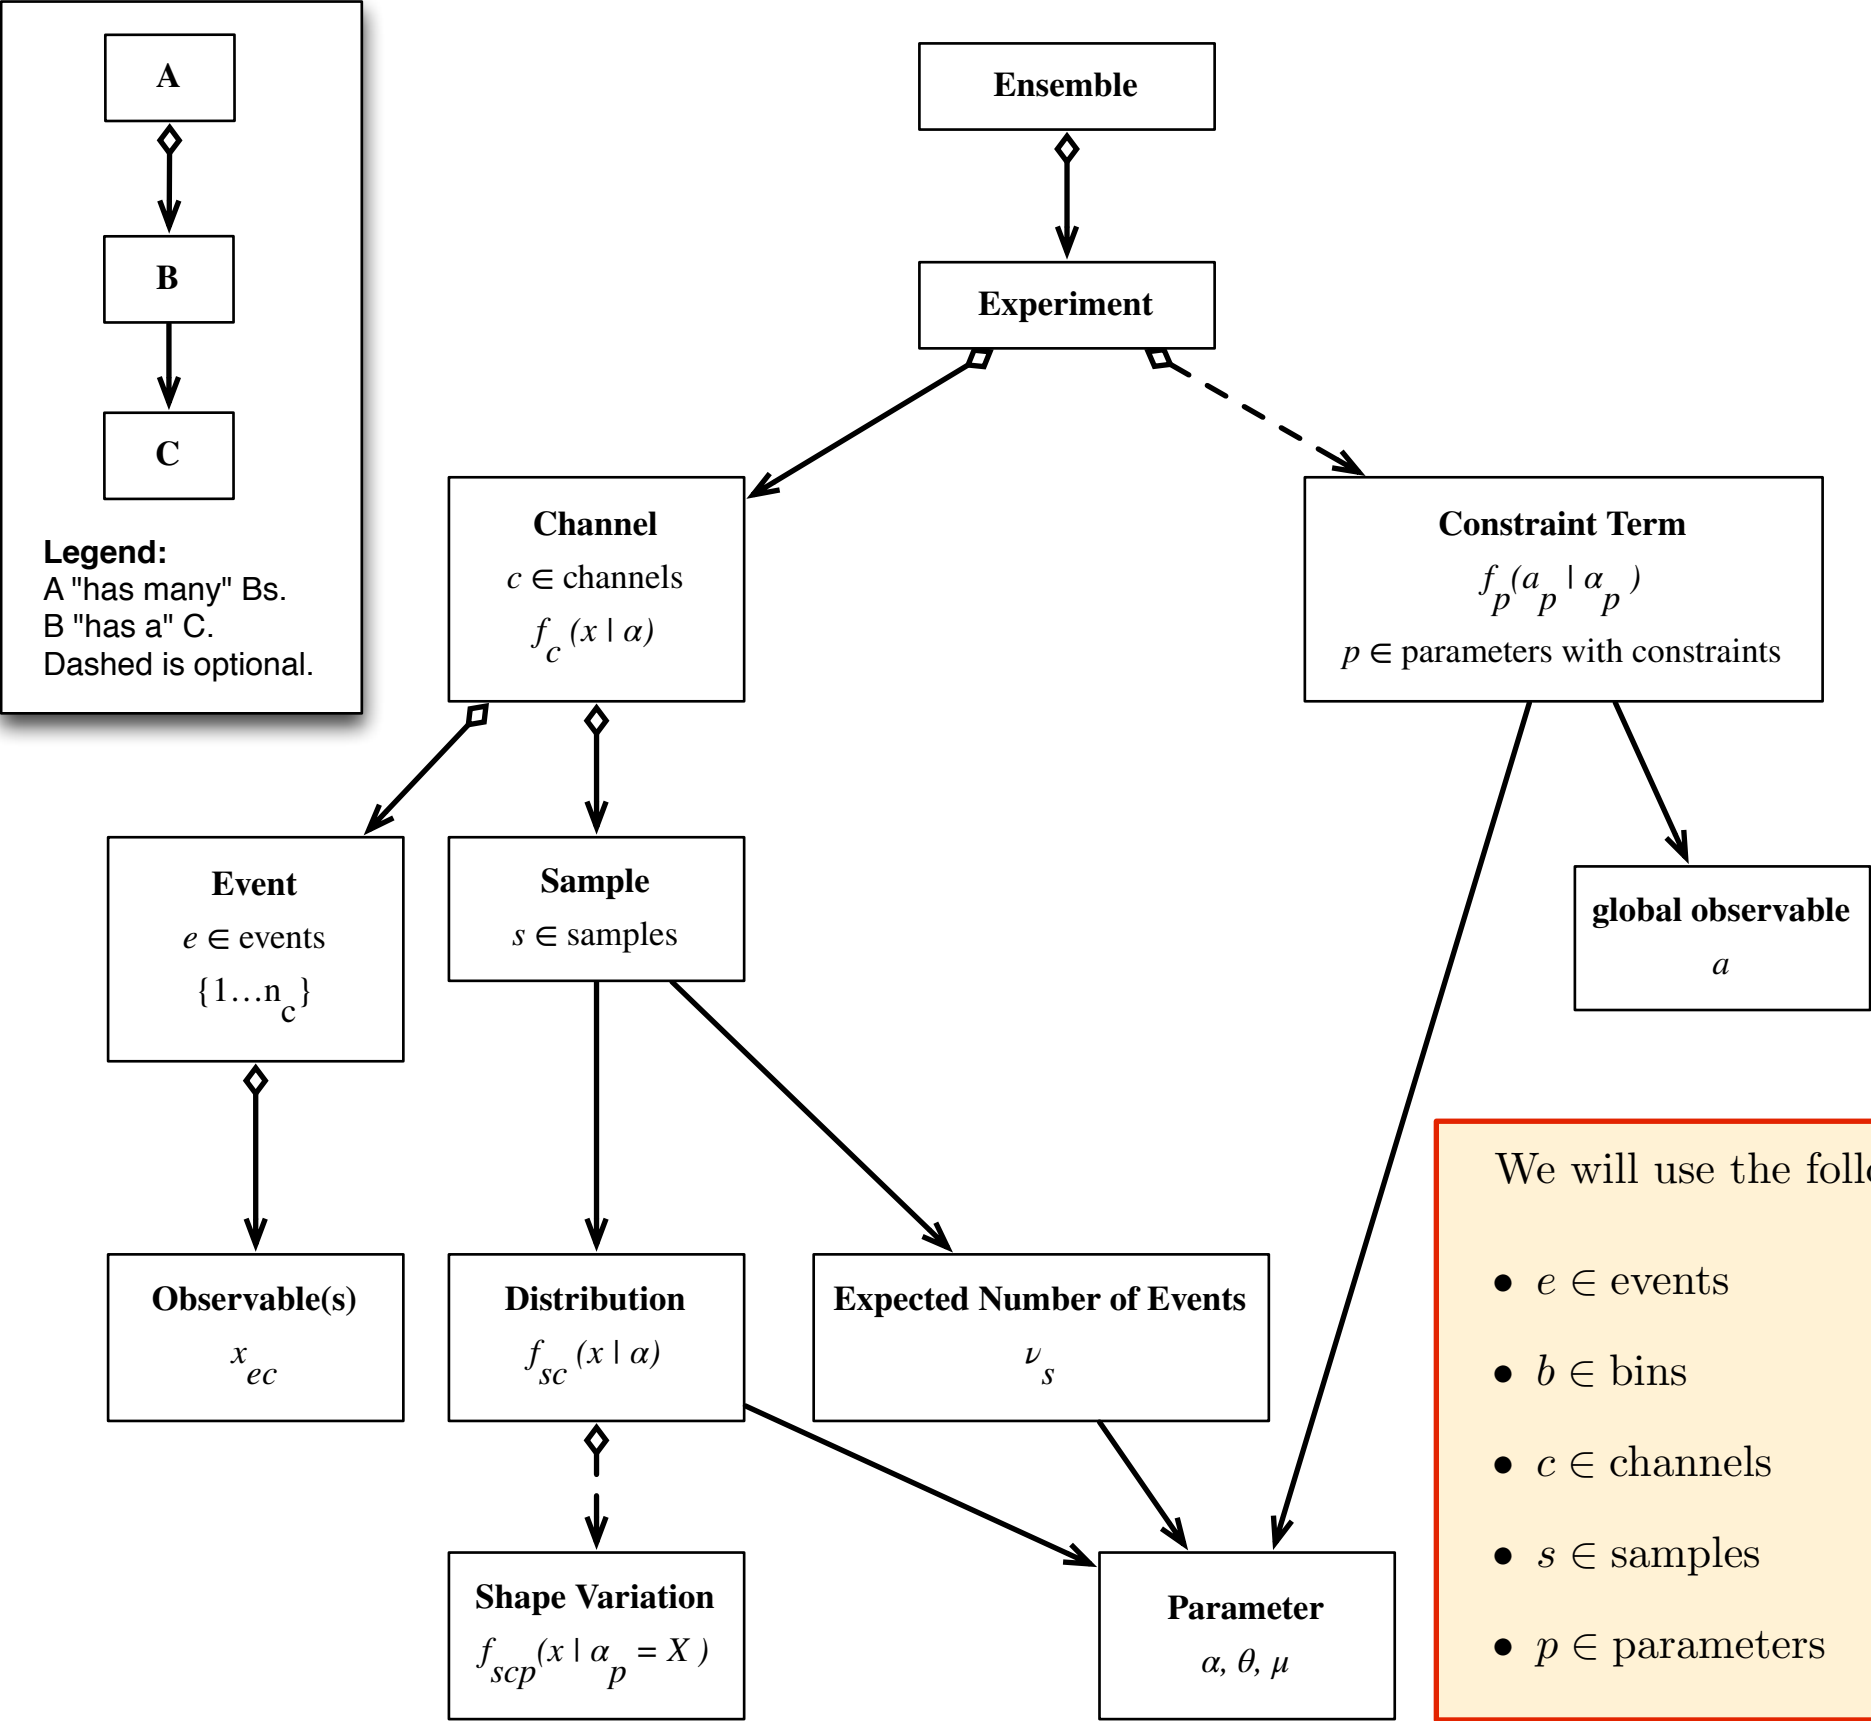 A
B
C
Legend:
A "has many" Bs.
B "has a" C.
Dashed is optional.
Ensemble
Experiment
Channel
c ∈ channels
f_c (x | α)
Constraint Term
f_p(a_p | α_p )
p ∈ parameters with constraints
Event
e ∈ events
{1…n_c}
Sample
s ∈ samples
global observable
a
Observable(s)
x_ec
Distribution
f_sc (x | α)
Expected Number of Events
ν_s
Shape Variation
f_scp(x | α_p = X )
Parameter
α, θ, μ
We will use the
• e ∈ events
• b ∈ bins
• c ∈ channels
• s ∈ samples
• p ∈ parameters